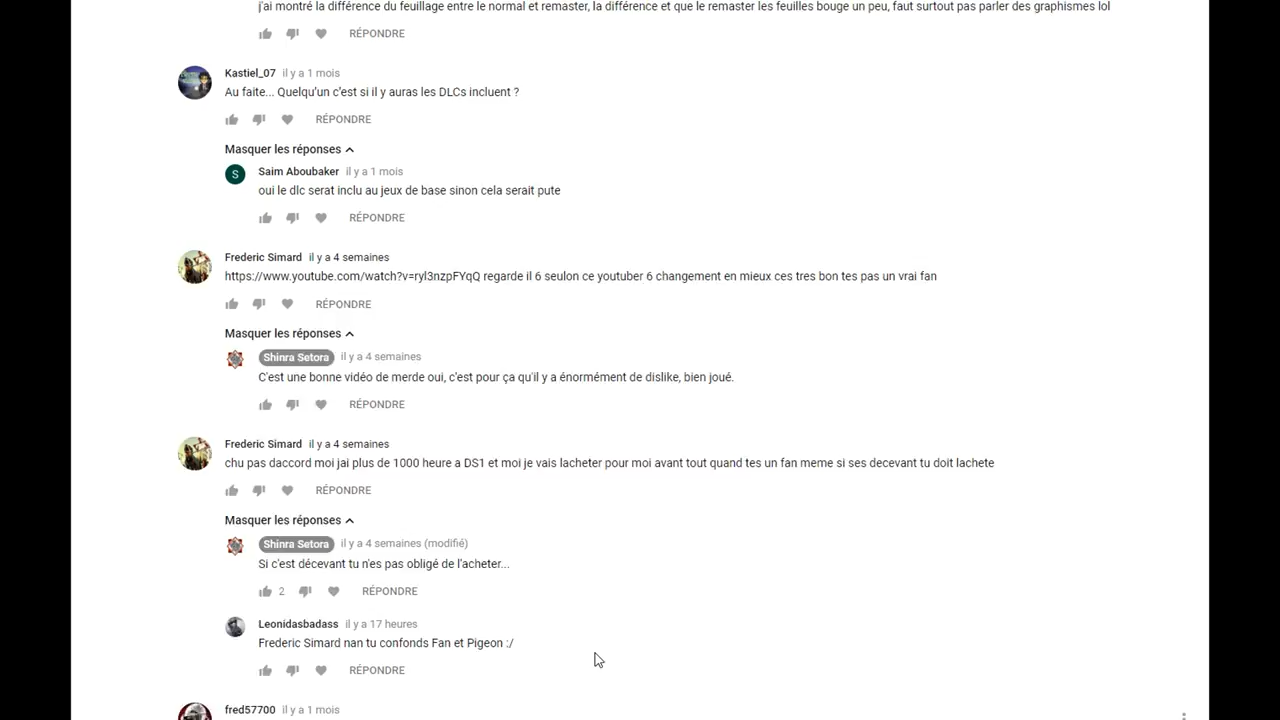 j'ai montré la différence du feuillage entre le normal et remaster, la différence et que le remaster les feuilles bouge un peu, faut surtout pas parler des graphismes lol
RÉPONDRE
Kastiel_07 il y a 1 mois
Au faite... Quelqu'un c'est si il y auras les DLCs incluent ?
RÉPONDRE
Masquer les réponses
S
Saim Aboubaker il y a 1 mois
oui le dlc serat inclu au jeux de base sinon cela serait pute
RÉPONDRE
Frederic Simard il y a 4 semaines
https://www.youtube.com/watch?v=ryl3nzpFYqQ regarde il 6 seulon ce youtuber 6 changement en mieux ces tres bon tes pas un vrai fan
RÉPONDRE
Masquer les réponses
Shinra Setora il y a 4 semaines
C'est une bonne vidéo de merde oui, c'est pour ça qu'il y a énormément de dislike, bien joué.
RÉPONDRE
Frederic Simard il y a 4 semaines
chu pas daccord moi jai plus de 1000 heure a DS1 et moi je vais lacheter pour moi avant tout quand tes un fan meme si ses decevant tu doit lachete
RÉPONDRE
Masquer les réponses
Shinra Setora il y a 4 semaines (modifié)
Si c'est décevant tu n'es pas obligé de l'acheter...
2 RÉPONDRE
Leonidasbadass il y a 17 heures
Frederic Simard nan tu confonds Fan et Pigeon :/
RÉPONDRE
fred57700 il y a 1 mois